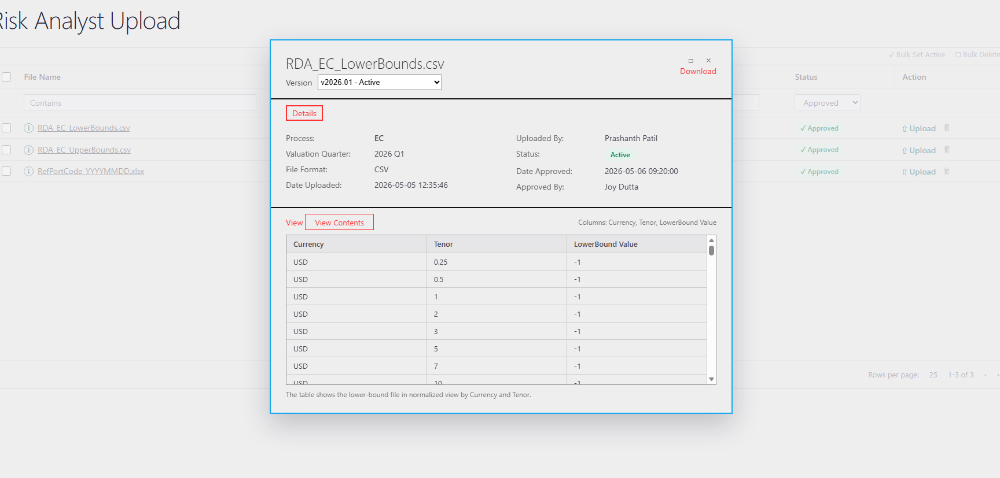 Risk Analyst Upload
✓ Bulk Set Active
Bulk Delete
File Name
Status
Action
Contains
Approved
RDA_EC_LowerBounds.csv
✓ Approved
⇧ Upload
RDA_EC_UpperBounds.csv
✓ Approved
⇧ Upload
RefPortCode_YYYYMMDD.xlsx
✓ Approved
⇧ Upload
Rows per page: 25 1-3 of 3 ‹ ›
RDA_EC_LowerBounds.csv
Download
Version v2026.01 - Active
Details
Process: EC
Valuation Quarter: 2026 Q1
File Format: CSV
Date Uploaded: 2026-05-05 12:35:46
Uploaded By: Prashanth Patil
Status: Active
Date Approved: 2026-05-06 09:20:00
Approved By: Joy Dutta
View View Contents
Columns: Currency, Tenor, LowerBound Value
Currency Tenor LowerBound Value
USD 0.25 -1
USD 0.5 -1
USD 1 -1
USD 2 -1
USD 3 -1
USD 5 -1
USD 7 -1
USD 10 -1
The table shows the lower-bound file in normalized view by Currency and Tenor.